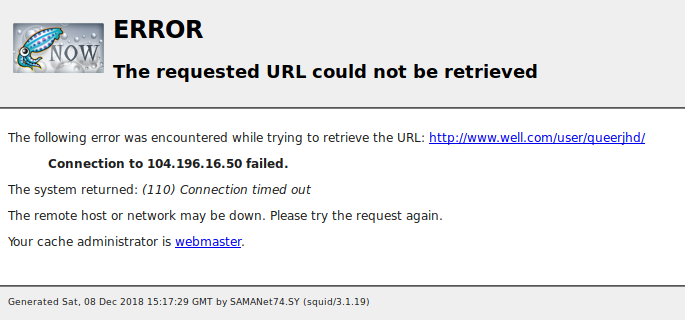 NOW
ERROR
The requested URL could not be retrieved
The following error was encountered while trying to retrieve the URL: http://www.well.com/user/queerjhd/
Connection to 104.196.16.50 failed.
The system returned: (110) Connection timed out
The remote host or network may be down. Please try the request again.
Your cache administrator is webmaster.
Generated Sat, 08 Dec 2018 15:17:29 GMT by SAMANet74.SY (squid/3.1.19)